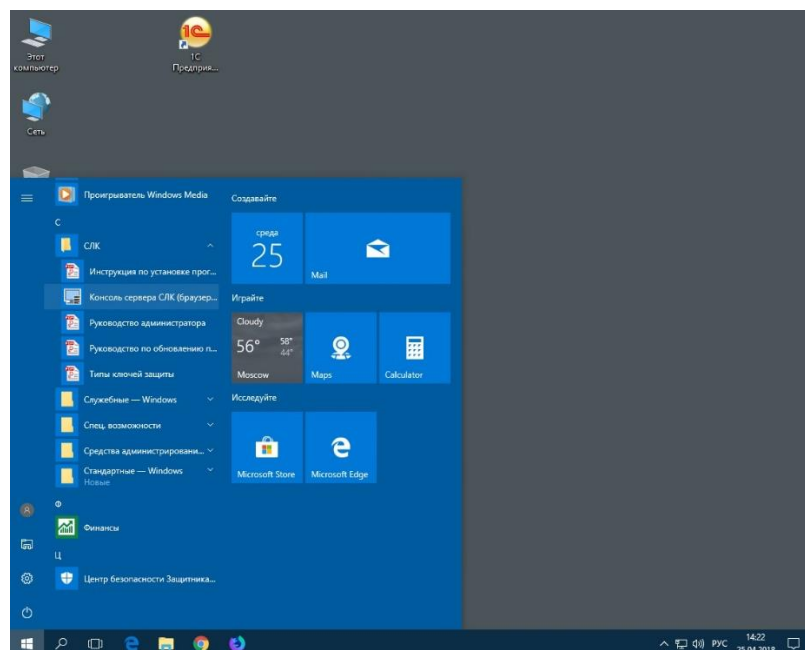 Этот
компьютер
1С
Предприя...
Сеть
Проигрыватель Windows Media
С
СЛК
Инструкция по установке прог...
Консоль сервера СЛК (браузер...
Руководство администратора
Руководство по обновлению п...
Типы ключей защиты
Служебные — Windows
Спец. возможности
Средства администрировани...
Стандартные — Windows
Новые
Ф
Финансы
Ц
Центр безопасности Защитника...
Создавайте
среда
25
Mail
Играйте
Cloudy
56° 58°
44°
Moscow
Maps
Calculator
Исследуйте
Microsoft Store
Microsoft Edge
РУС
14:22
25.04.2018